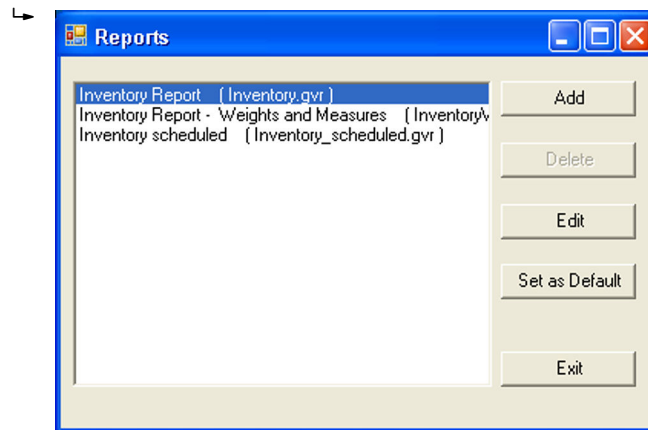 Reports
Inventory Report ( Inventory.gvr )
Inventory Report - Weights and Measures ( Inventory
Inventory scheduled ( Inventory_scheduled.gvr )
Add
Delete
Edit
Set as Default
Exit